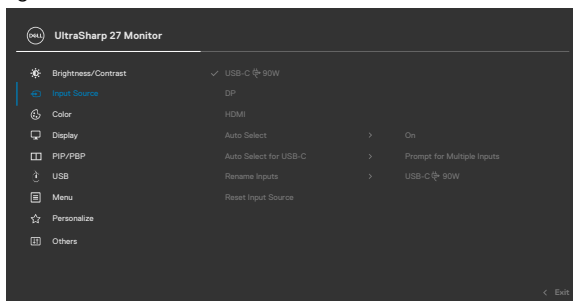 DELL UltraSharp 27 Monitor
Brightness/Contrast
Input Source
Color
Display
PIP/PBP
USB
Menu
Personalize
Others
USB-C 90W
DP
HDMI
Auto Select > On
Auto Select for USB-C > Prompt for Multiple Inputs
Rename Inputs > USB-C 90W
Reset Input Source
< Exit